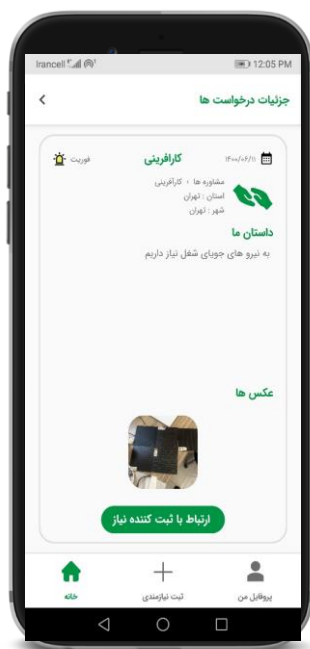 Irancell 12:05 PM
جزئیات درخواست ها
۱۴۰۰/۰۶/۱۱ کارافرینی فوریت
مشاوره ها › کارآفرینی
استان : تهران
شهر : تهران
داستان ما
به نیرو های جویای شغل نیاز داریم
عکس ها
ارتباط با ثبت کننده نیاز
پروفایل من ثبت نیازمندی خانه